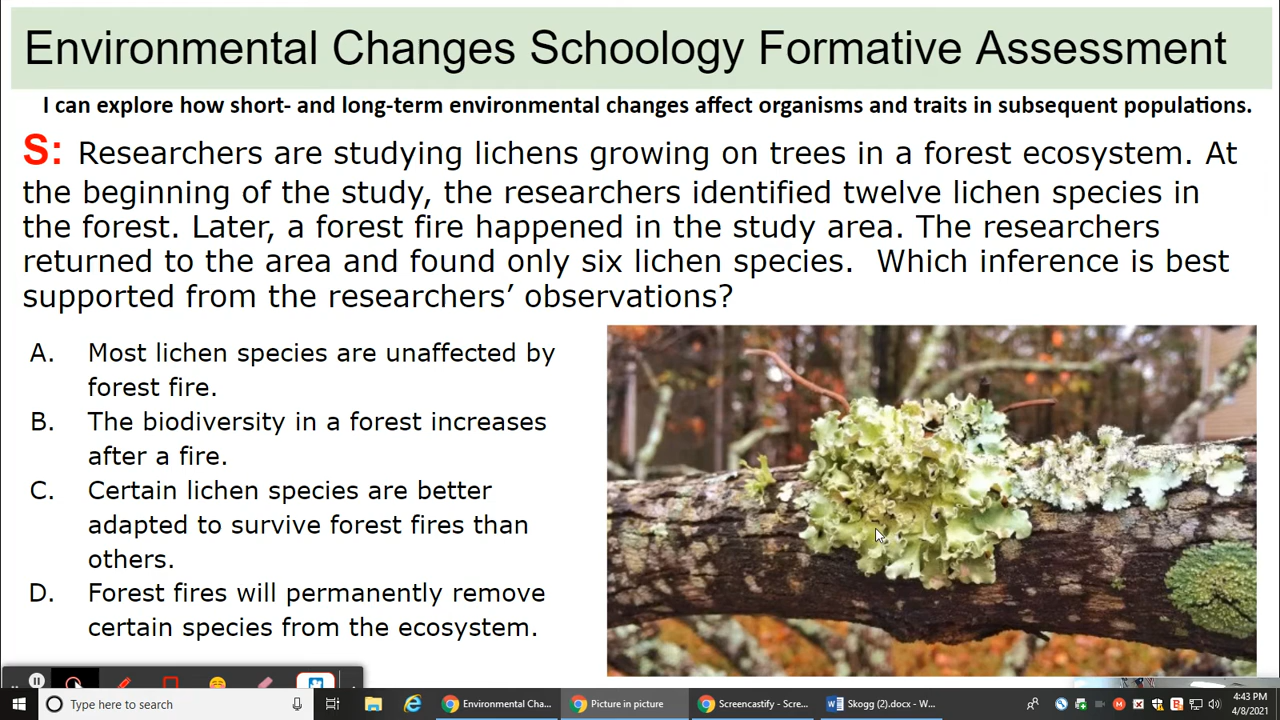 Environmental Changes Schoology Formative Assessment
I can explore how short- and long-term environmental changes affect organisms and traits in subsequent populations.
S: Researchers are studying lichens growing on trees in a forest ecosystem. At
the beginning of the study, the researchers identified twelve lichen species in
the forest. Later, a forest fire happened in the study area. The researchers
returned to the area and found only six lichen species. Which inference is best
supported from the researchers’ observations?
A. Most lichen species are unaffected by
forest fire.
B. The biodiversity in a forest increases
after a fire.
C. Certain lichen species are better
adapted to survive forest fires than
others.
D. Forest fires will permanently remove
certain species from the ecosystem.
Type here to search
Environmental Cha...
Picture in picture
Screencastify - Scre...
Skogg (2).docx - W...
4:43 PM
4/8/2021